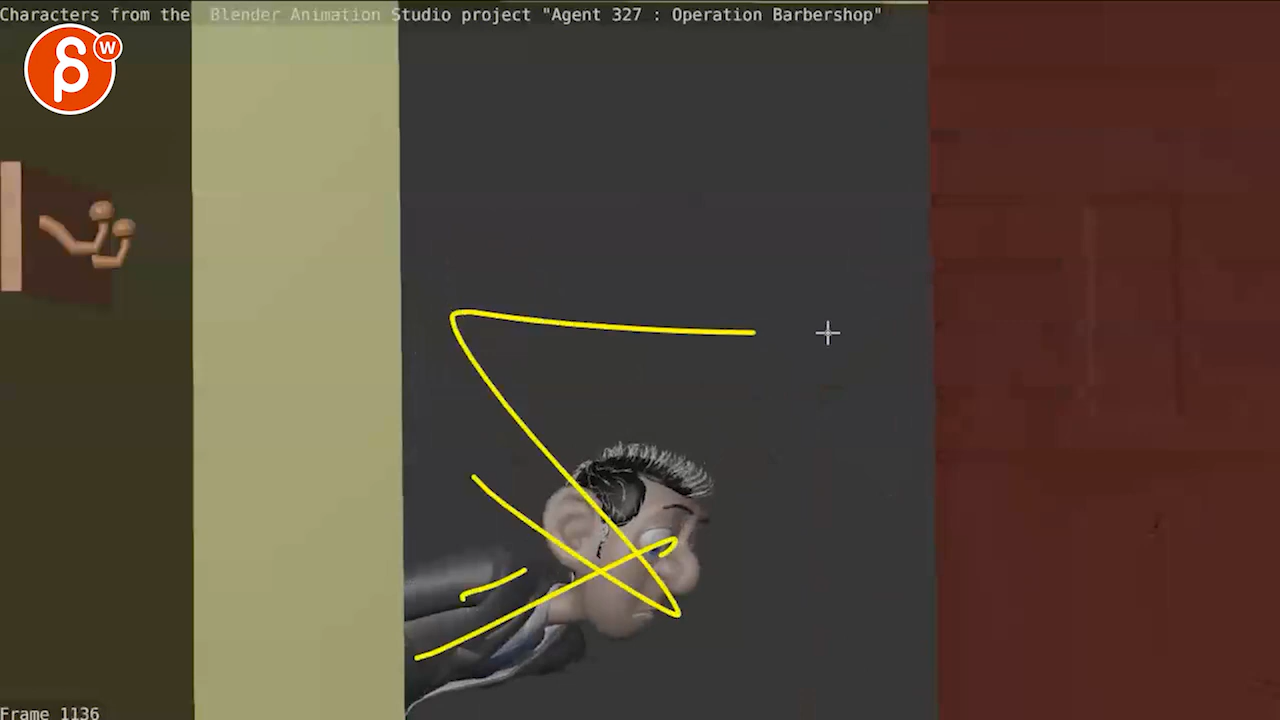 Characters from the Blender Animation Studio project "Agent 327 : Operation Barbershop"
W
Frame 1136